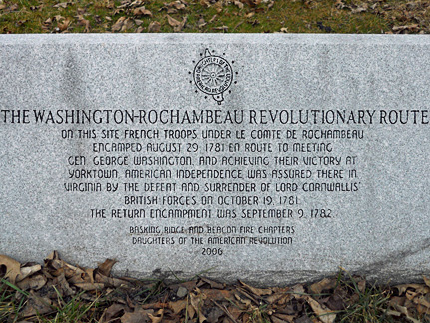 THE WASHINGTON-ROCHAMBEAU REVOLUTIONARY ROUTE
ON THIS SITE FRENCH TROOPS UNDER LE COMTE DE ROCHAMBEAU
ENCAMPED AUGUST 29, 1781 EN ROUTE TO MEETING
GEN. GEORGE WASHINGTON, AND ACHIEVING THEIR VICTORY AT
YORKTOWN. AMERICAN INDEPENDENCE WAS ASSURED THERE IN
VIRGINIA BY THE DEFEAT AND SURRENDER OF LORD CORNWALLIS'
BRITISH FORCES ON OCTOBER 19, 1781.
THE RETURN ENCAMPMENT WAS SEPTEMBER 9, 1782.
BASKING RIDGE AND BEACON FIRE CHAPTERS
DAUGHTERS OF THE AMERICAN REVOLUTION
2006